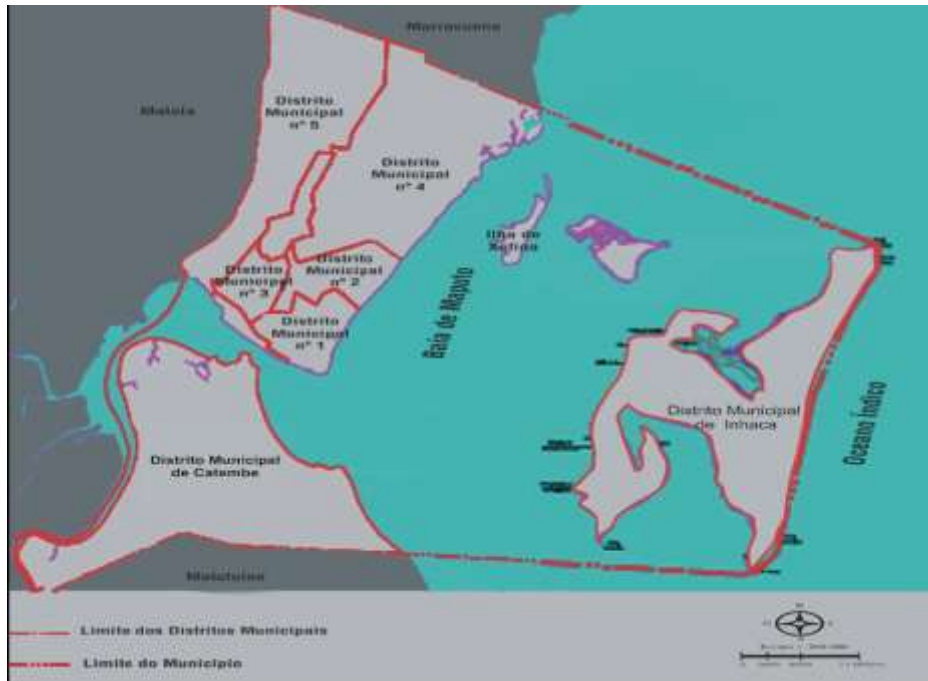 Marracuene
Matola
Distrito
Municipal
nº 5
Distrito
Municipal
nº 4
Ilha de
Xefina
Distrito
Municipal
nº 3
Distrito
Municipal
nº 2
Distrito
Municipal
nº 1
Baía de Maputo
Distrito Municipal
de Inhaca
Oceano Índico
Distrito Municipal
de Catembe
Matutuine
Limite dos Distritos Municipais
Limite do Município